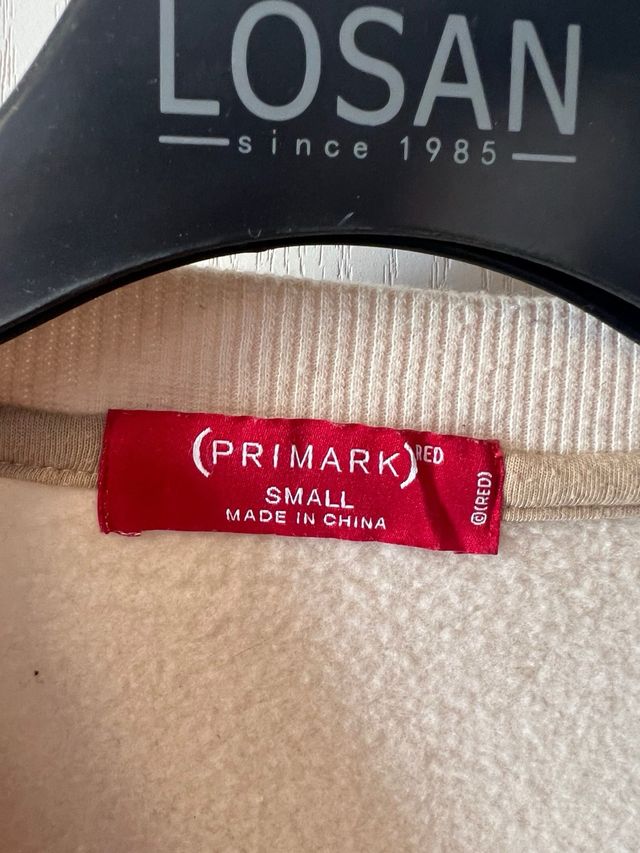 LOSAN
since 1985
(PRIMARK)RED
SMALL
MADE IN CHINA
©(RED)